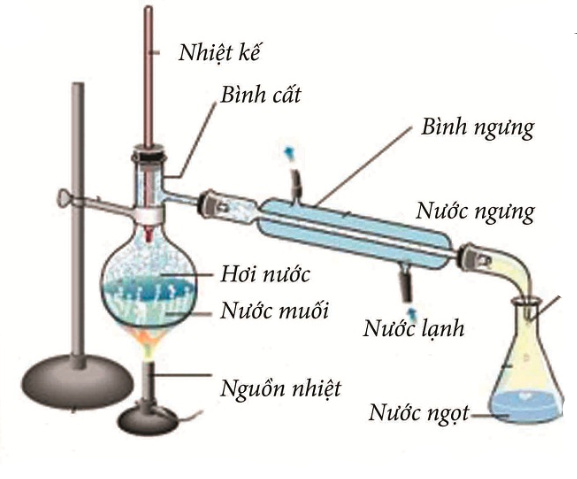 Nhiệt kế
Bình cất
Bình ngưng
Nước ngưng
Hơi nước
Nước muối
Nước lạnh
Nguồn nhiệt
Nước ngọt